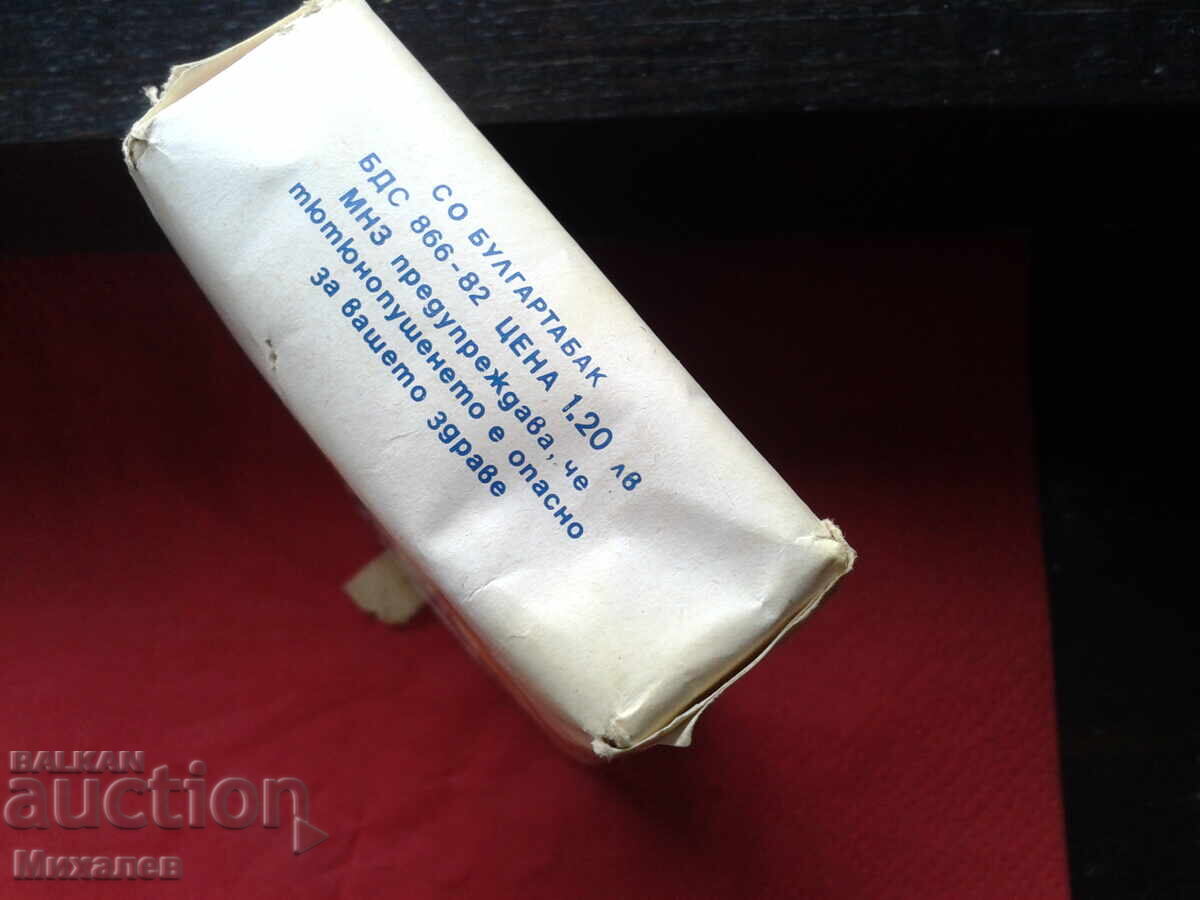 СО БУЛГАРТАБАК
БДС 866-82 ЦЕНА 1.20 лв
МНЗ предупреждава, че
тютюнопушенето е опасно
за вашето здраве
BALKAN
auction
Михалев